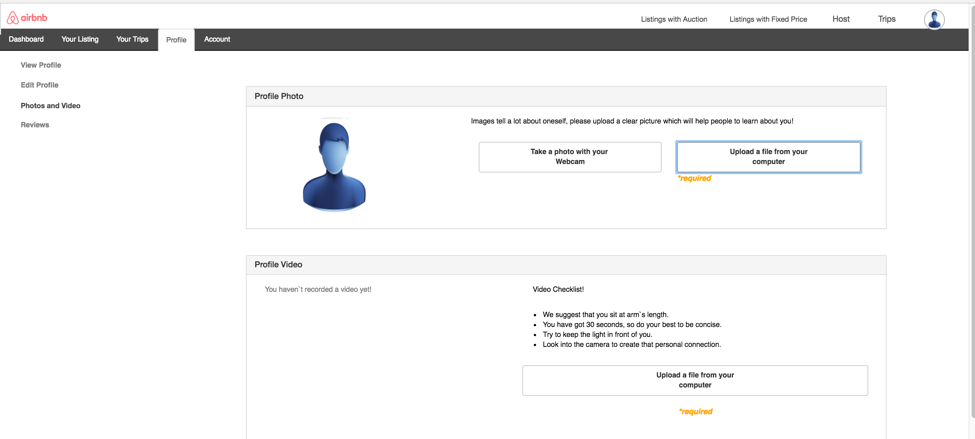 airbnb
Listings with Auction
Listings with Fixed Price
Host
Trips
Dashboard
Your Listing
Your Trips
Profile
Account
View Profile
Edit Profile
Photos and Video
Reviews
Profile Photo
Images tell a lot about oneself, please upload a clear picture which will help people to learn about you!
Take a photo with your
Webcam
Upload a file from your
computer
*required
Profile Video
You haven`t recorded a video yet!
Video Checklist!
We suggest that you sit at arm`s length.
You have got 30 seconds, so do your best to be concise.
Try to keep the light in front of you.
Look into the camera to create that personal connection.
Upload a file from your
computer
*required